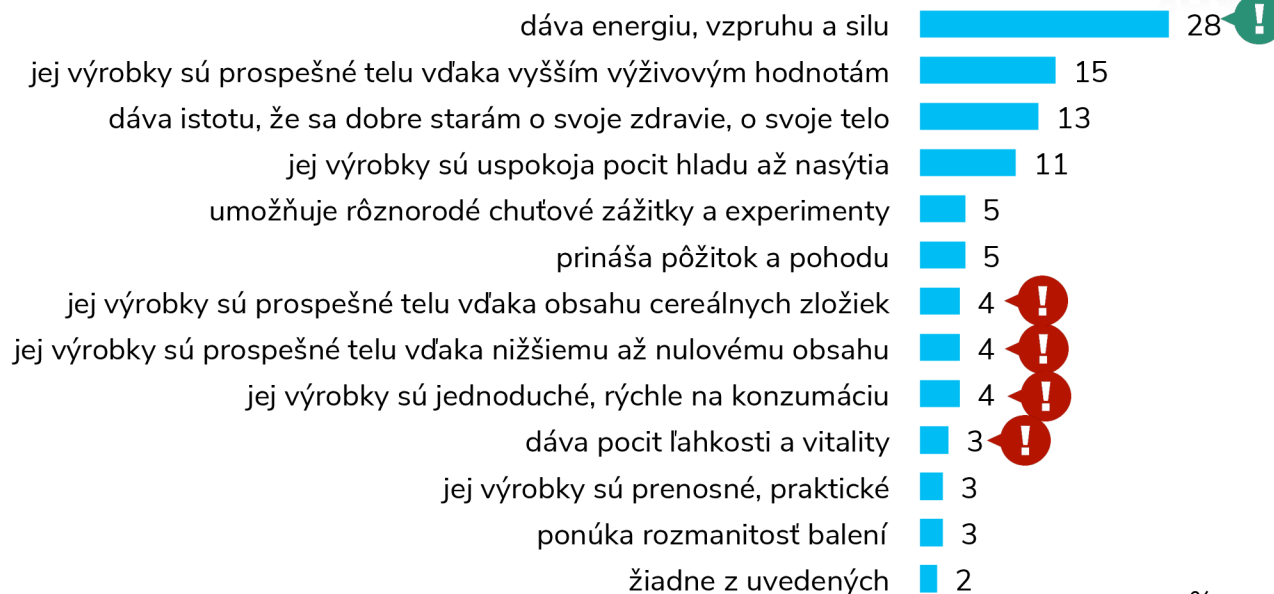 dáva energiu, vzpruhu a silu 28 !
jej výrobky sú prospešné telu vďaka vyšším výživovým hodnotám 15
dáva istotu, že sa dobre starám o svoje zdravie, o svoje telo 13
jej výrobky sú uspokoja pocit hladu až nasýtia 11
umožňuje rôznorodé chuťové zážitky a experimenty 5
prináša pôžitok a pohodu 5
jej výrobky sú prospešné telu vďaka obsahu cereálnych zložiek 4 !
jej výrobky sú prospešné telu vďaka nižšiemu až nulovému obsahu 4 !
jej výrobky sú jednoduché, rýchle na konzumáciu 4 !
dáva pocit ľahkosti a vitality 3 !
jej výrobky sú prenosné, praktické 3
ponúka rozmanitosť balení 3
žiadne z uvedených 2